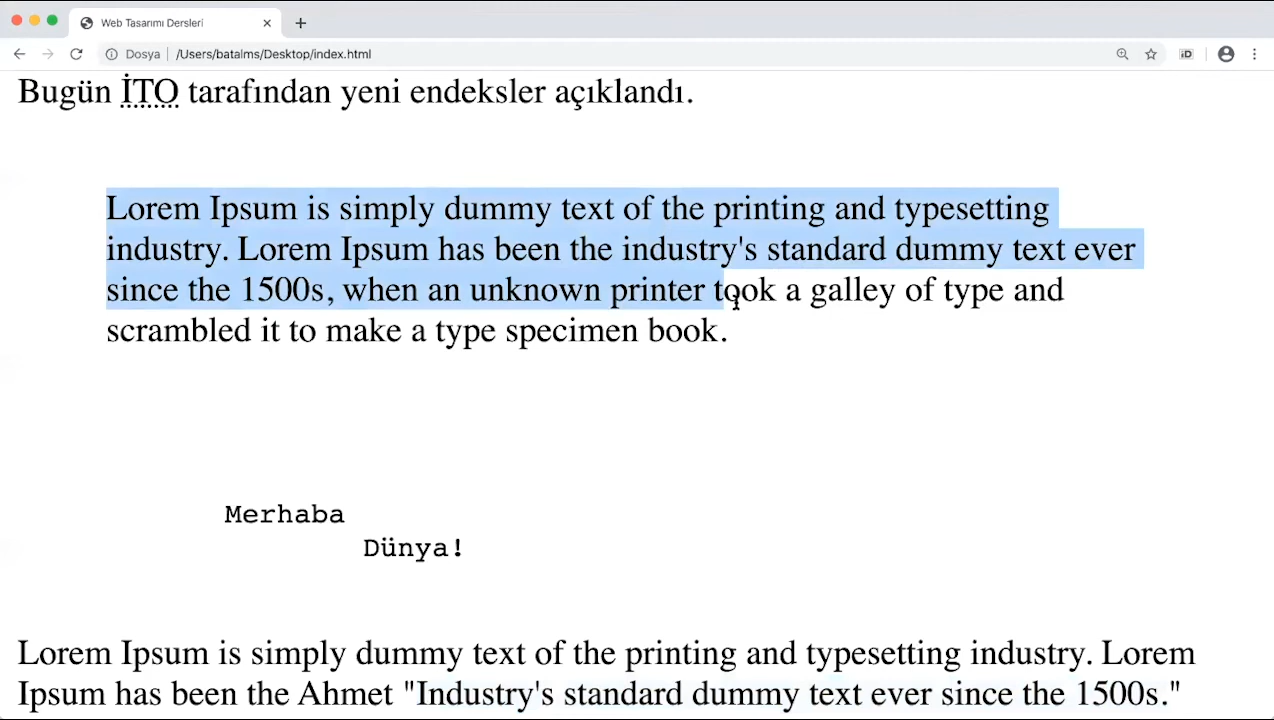 Web Tasarımı Dersleri
Dosya | /Users/batalms/Desktop/index.html
iD
Bugün İTO tarafından yeni endeksler açıklandı.
Lorem Ipsum is simply dummy text of the printing and typesetting
industry. Lorem Ipsum has been the industry's standard dummy text ever
since the 1500s, when an unknown printer took a galley of type and
scrambled it to make a type specimen book.
Merhaba
Dünya!
Lorem Ipsum is simply dummy text of the printing and typesetting industry. Lorem
Ipsum has been the Ahmet "Industry's standard dummy text ever since the 1500s."